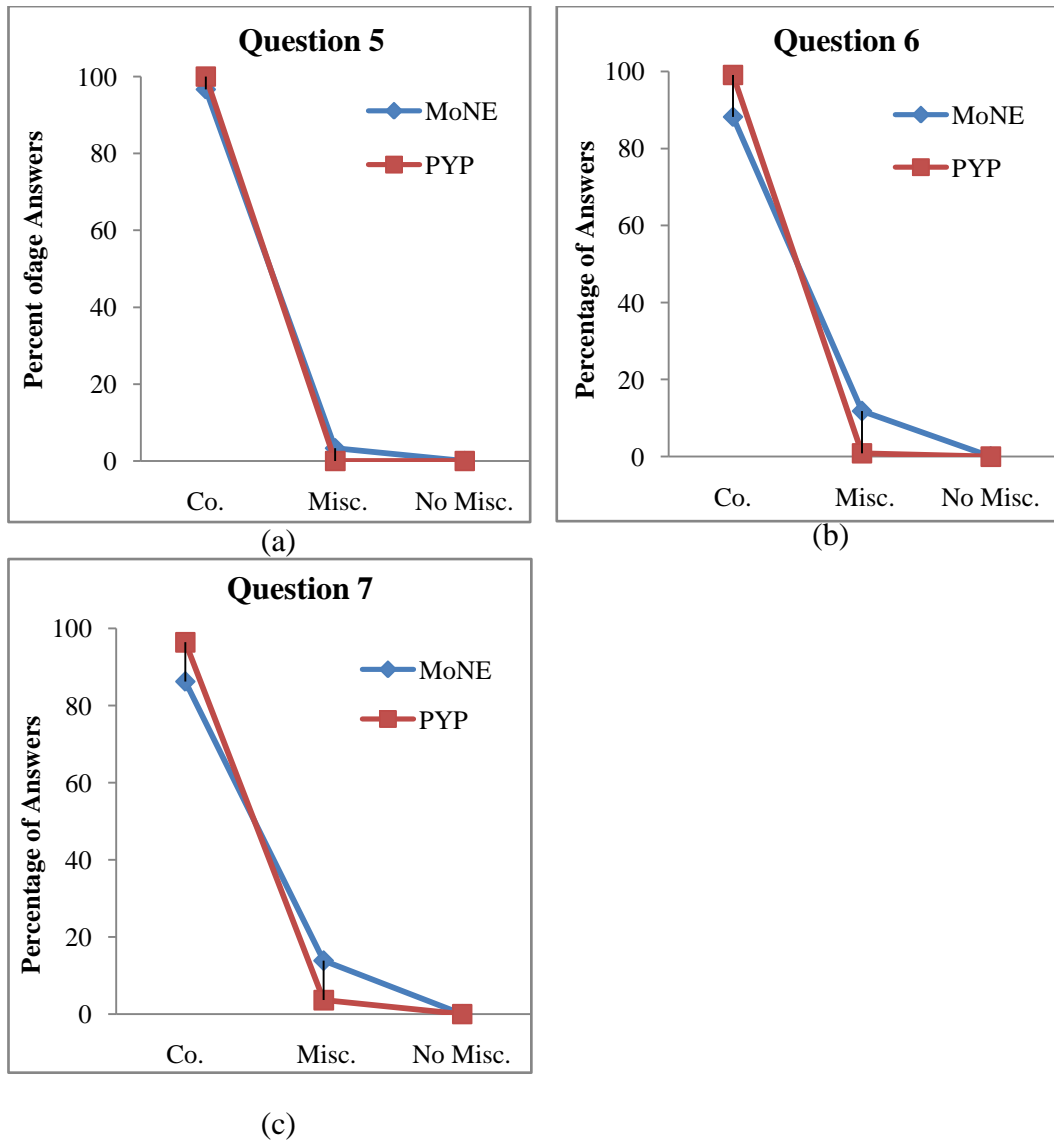 Question 5
100
80
60
40
20
0
Percent ofage Answers
MoNE
PYP
Co. Misc. No Misc.
(a)
Question 6
100
80
60
40
20
0
Percentage of Answers
MoNE
PYP
Co. Misc. No Misc.
(b)
Question 7
100
80
60
40
20
0
Percentage of Answers
MoNE
PYP
Co. Misc. No Misc.
(c)